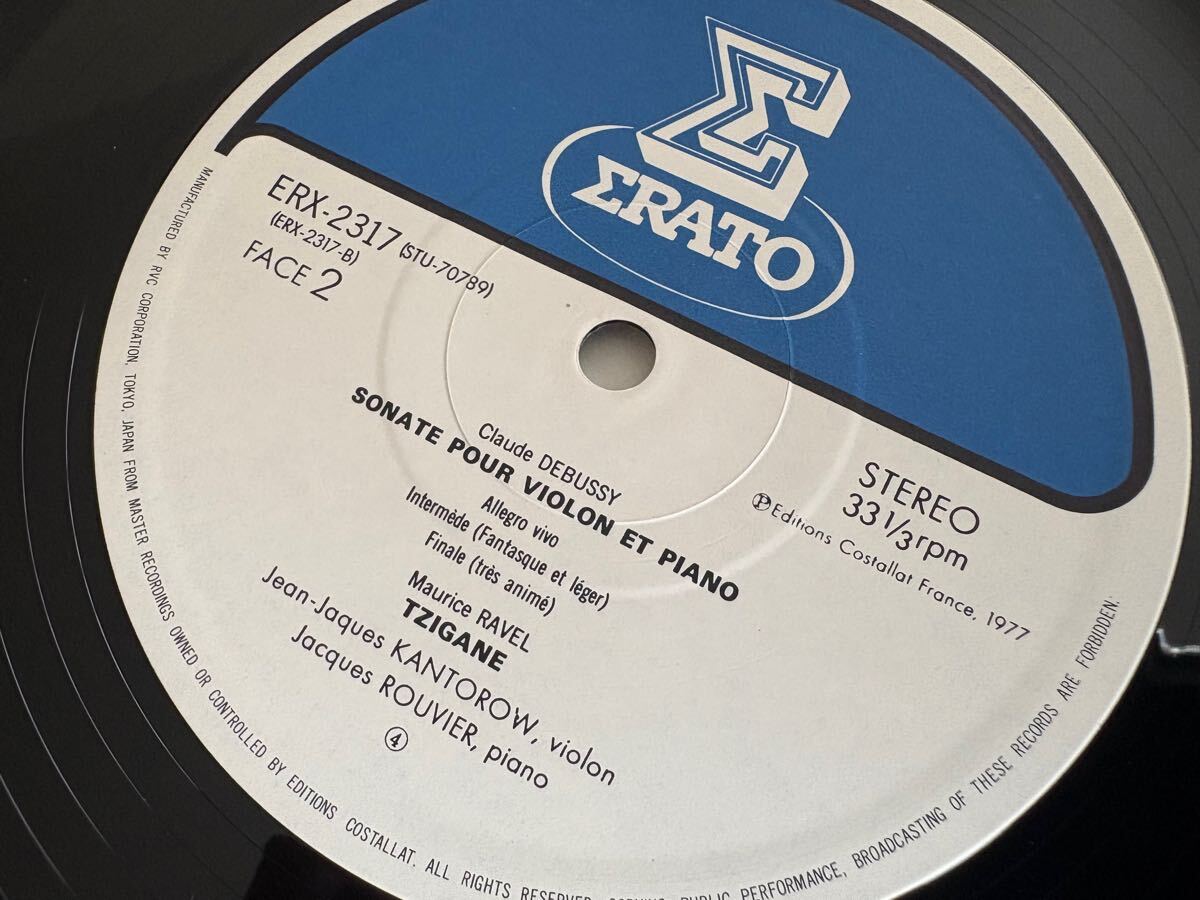 Σ
ΣRATO
ERX-2317 (STU-70789)
(ERX-2317-B)
FACE 2
STEREO
33 1/3 rpm
Ⓟ Editions Costallat France, 1977
Claude DEBUSSY
SONATE POUR VIOLON ET PIANO
Allegro vivo
Intermède (Fantasque et léger)
Finale (très animé)
Maurice RAVEL
TZIGANE
Jean-Jaques KANTOROW, violon
Jacques ROUVIER, piano
④
MANUFACTURED BY RVC CORPORATION, TOKYO, JAPAN FROM MASTER RECORDINGS OWNED OR CONTROLLED BY EDITIONS COSTALLAT. ALL RIGHTS RESERVED PUBLIC PERFORMANCE, BROADCASTING OF THESE RECORDS ARE FORBIDDEN.